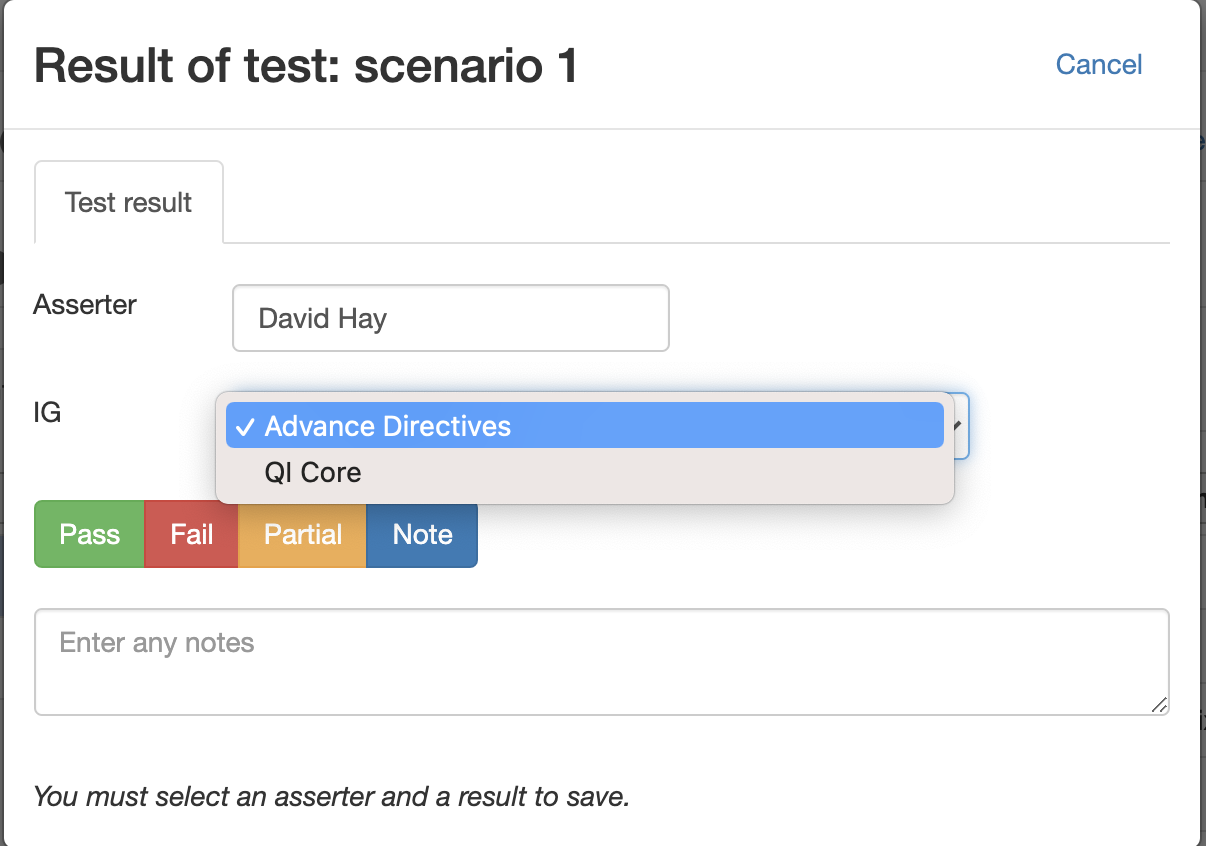 Result of test: scenario 1
Cancel
Test result
Asserter
David Hay
IG
✓ Advance Directives
QI Core
Pass
Fail
Partial
Note
Enter any notes
You must select an asserter and a result to save.